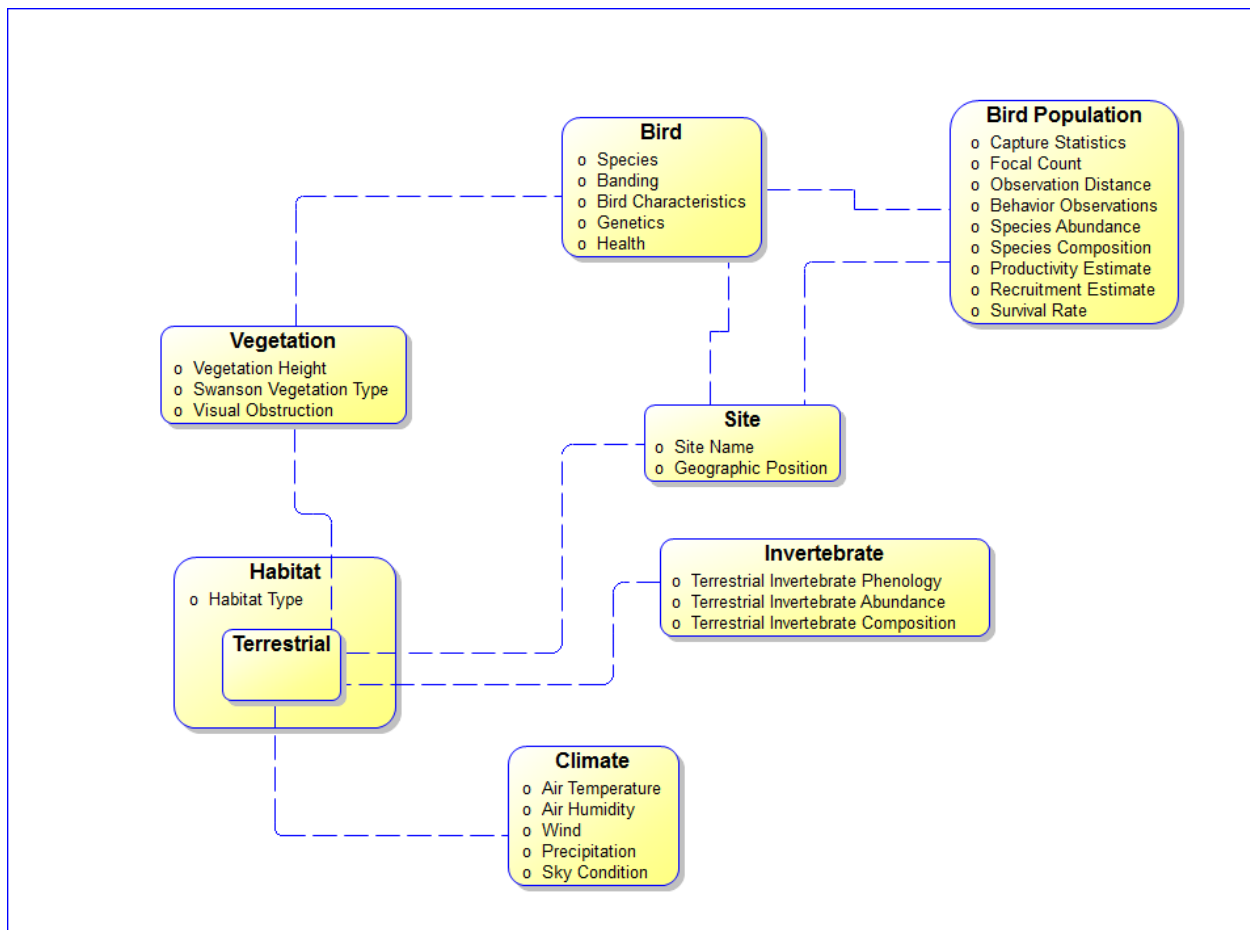 Bird
o Species
o Banding
o Bird Characteristics
o Genetics
o Health
Bird Population
o Capture Statistics
o Focal Count
o Observation Distance
o Behavior Observations
o Species Abundance
o Species Composition
o Productivity Estimate
o Recruitment Estimate
o Survival Rate
Vegetation
o Vegetation Height
o Swanson Vegetation Type
o Visual Obstruction
Site
o Site Name
o Geographic Position
Habitat
o Habitat Type
Terrestrial
Invertebrate
o Terrestrial Invertebrate Phenology
o Terrestrial Invertebrate Abundance
o Terrestrial Invertebrate Composition
Climate
o Air Temperature
o Air Humidity
o Wind
o Precipitation
o Sky Condition